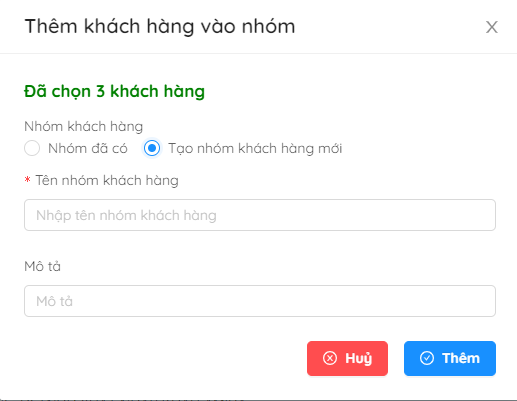 Thêm khách hàng vào nhóm
Đã chọn 3 khách hàng
Nhóm khách hàng
Nhóm đã có Tạo nhóm khách hàng mới
* Tên nhóm khách hàng
Nhập tên nhóm khách hàng
Mô tả
Mô tả
Huỷ Thêm